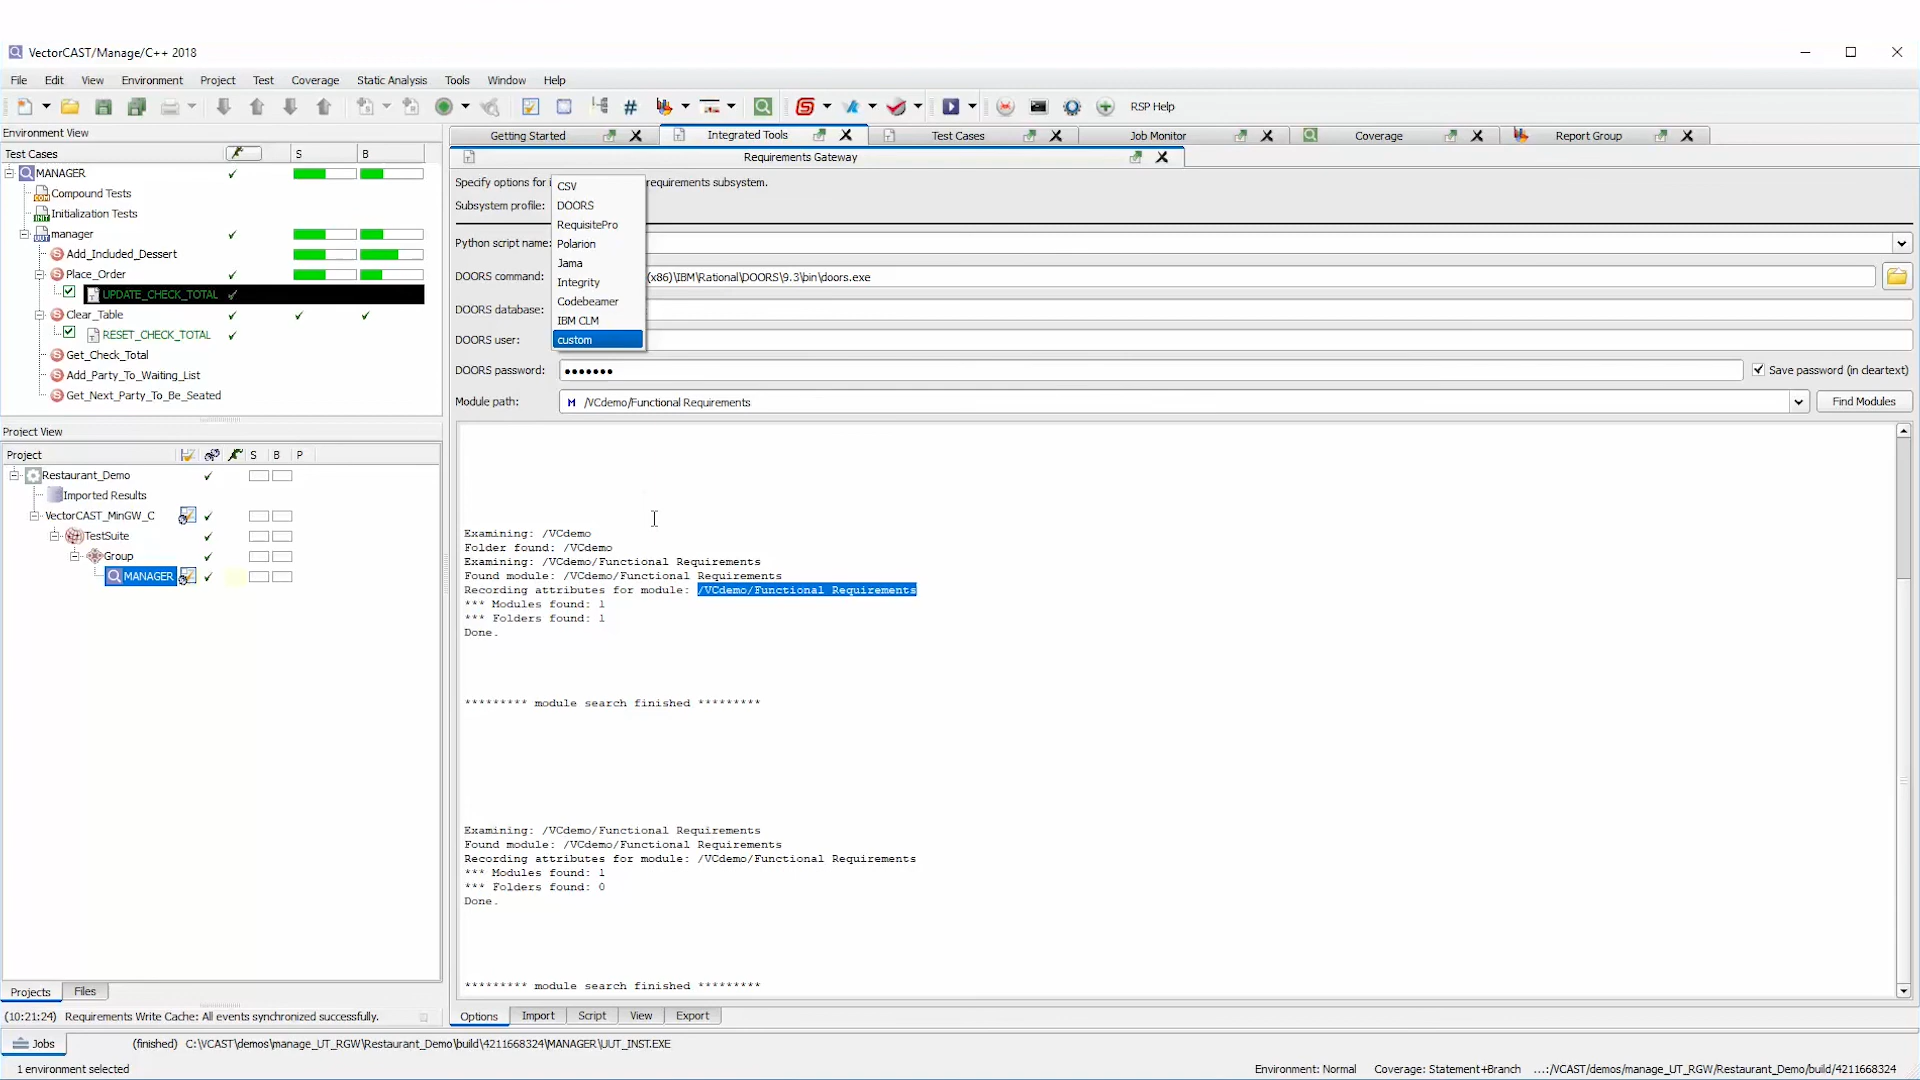 VectorCAST/Manage/C++ 2018
File Edit View Environment Project Test Coverage Static Analysis Tools Window Help
RSP Help
Environment View
Test Cases S B
MANAGER
Compound Tests
Initialization Tests
manager
Add_Included_Dessert
Place_Order
UPDATE_CHECK_TOTAL
Clear_Table
RESET_CHECK_TOTAL
Get_Check_Total
Add_Party_To_Waiting_List
Get_Next_Party_To_Be_Seated
Project View
Project S B P
Restaurant_Demo
Imported Results
VectorCAST_MinGW_C
TestSuite
Group
MANAGER
Projects Files
(10:21:24) Requirements Write Cache: All events synchronized successfully.
Getting Started Integrated Tools Test Cases Job Monitor Coverage Report Group
Requirements Gateway
Specify options for i requirements subsystem.
Subsystem profile:
CSV
DOORS
RequisitePro
Polarion
Jama
Integrity
Codebeamer
IBM CLM
custom
Python script name:
DOORS command: (x86)\IBM\Rational\DOORS\9.3\bin\doors.exe
DOORS database:
DOORS user:
DOORS password: ●●●●●●● Save password (in cleartext)
Module path: M /VCdemo/Functional Requirements Find Modules
Examining: /VCdemo
Folder found: /VCdemo
Examining: /VCdemo/Functional Requirements
Found module: /VCdemo/Functional Requirements
Recording attributes for module: /VCdemo/Functional Requirements
*** Modules found: 1
*** Folders found: 1
Done.
********* module search finished *********
Examining: /VCdemo/Functional Requirements
Found module: /VCdemo/Functional Requirements
Recording attributes for module: /VCdemo/Functional Requirements
*** Modules found: 1
*** Folders found: 0
Done.
********* module search finished *********
Options Import Script View Export
Jobs (finished) C:\VCAST\demos\manage_UT_RGW\Restaurant_Demo\build\4211668324\MANAGER\UUT_INST.EXE
1 environment selected Environment: Normal Coverage: Statement+Branch ...:/VCAST/demos/manage_UT_RGW/Restaurant_Demo/build/4211668324